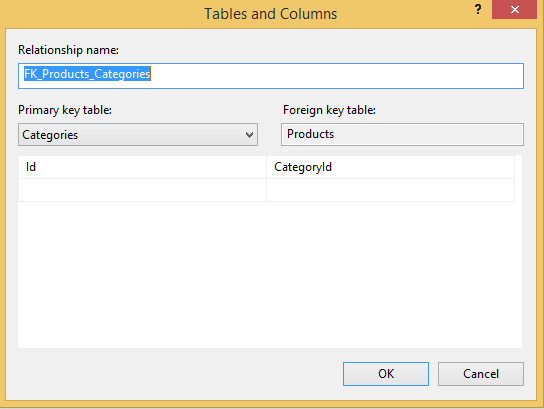 Tables and Columns
?
Relationship name:
FK_Products_Categories
Primary key table:
Foreign key table:
Categories
Products
Id
CategoryId
OK
Cancel